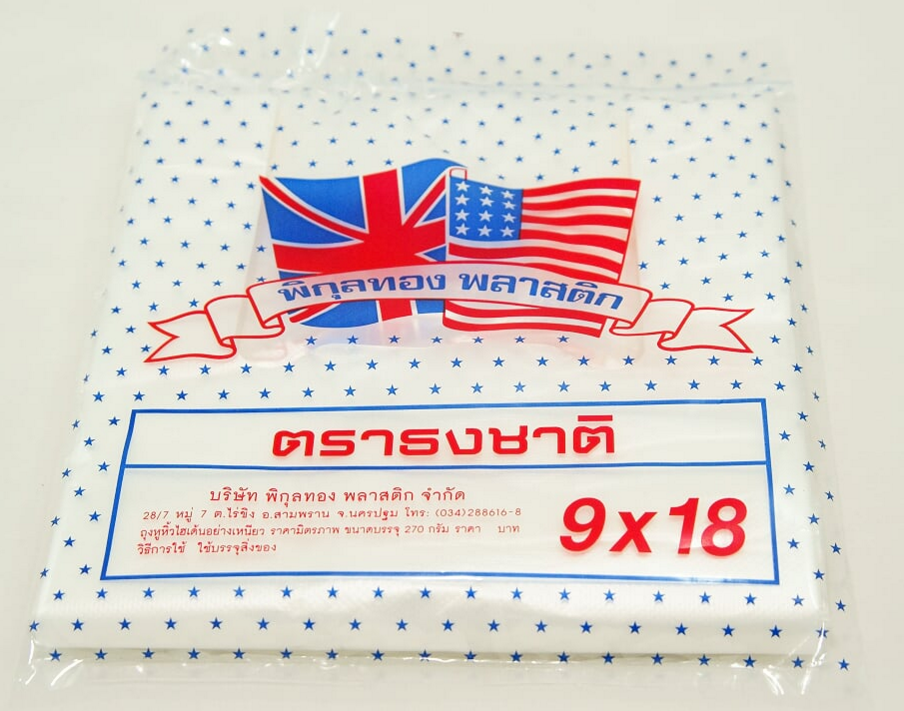 พิกุลทอง พลาสติก
ตราธงชาติ
บริษัท พิกุลทอง พลาสติก จำกัด
28/7 หมู่ 7 ต.ไร่ขิง อ.สามพราน จ.นครปฐม โทร: (034)288616-8
ถุงหูหิ้วไฮเด้นอย่างเหนียว ราคามิตรภาพ ขนาดบรรจุ 270 กรัม ราคา บาท
วิธีการใช้ ใช้บรรจุสิ่งของ
9x18